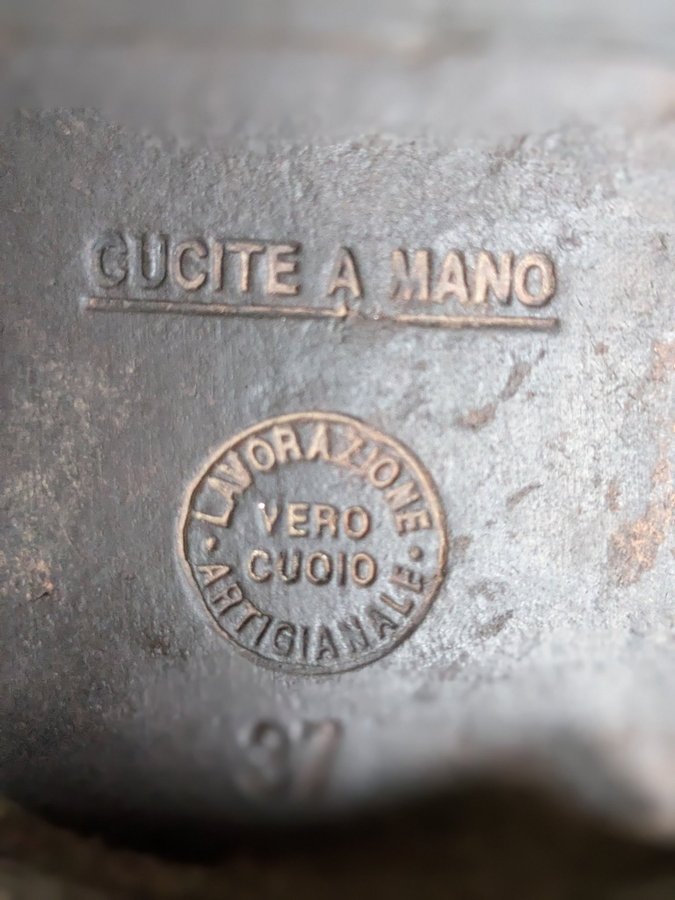 CUCITE A MANO
LAVORAZIONE
VERO
CUOIO
ARTIGIANALE
37